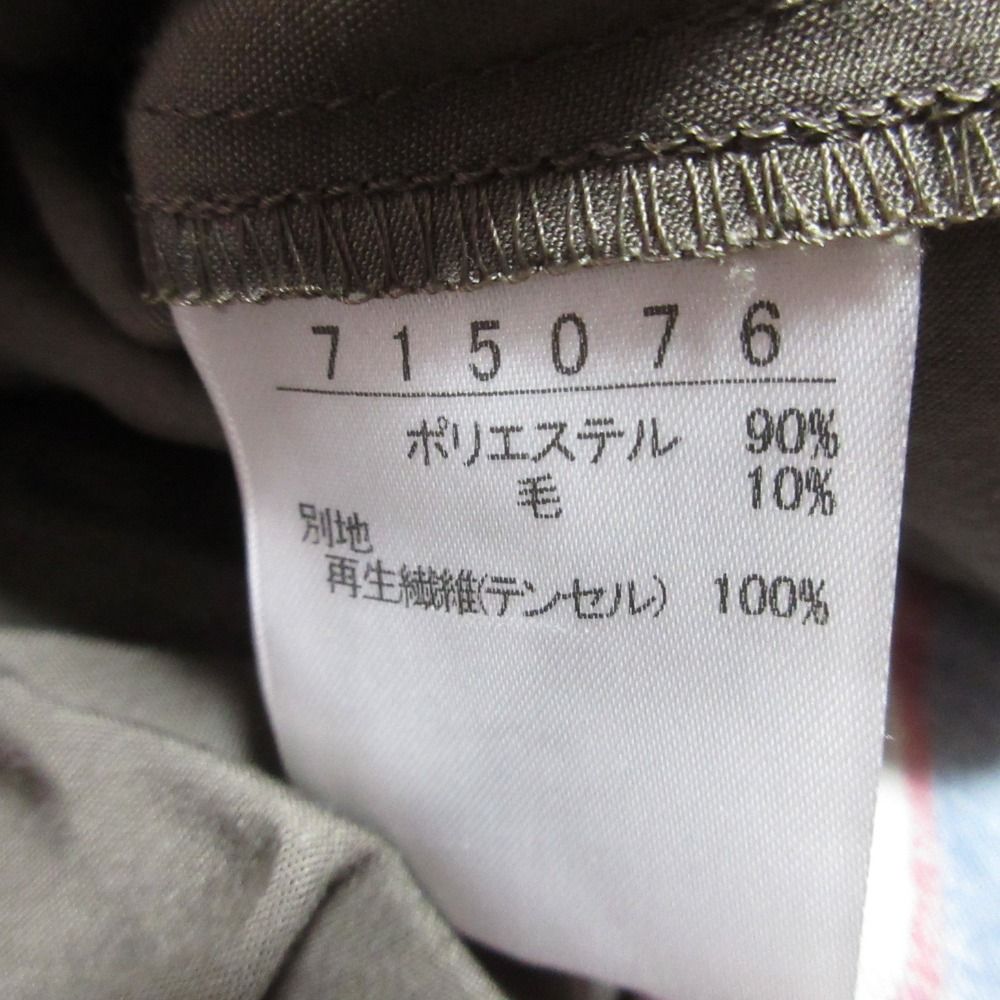 715076
ポリエステル 90%
毛 10%
別地
再生繊維(テンセル) 100%